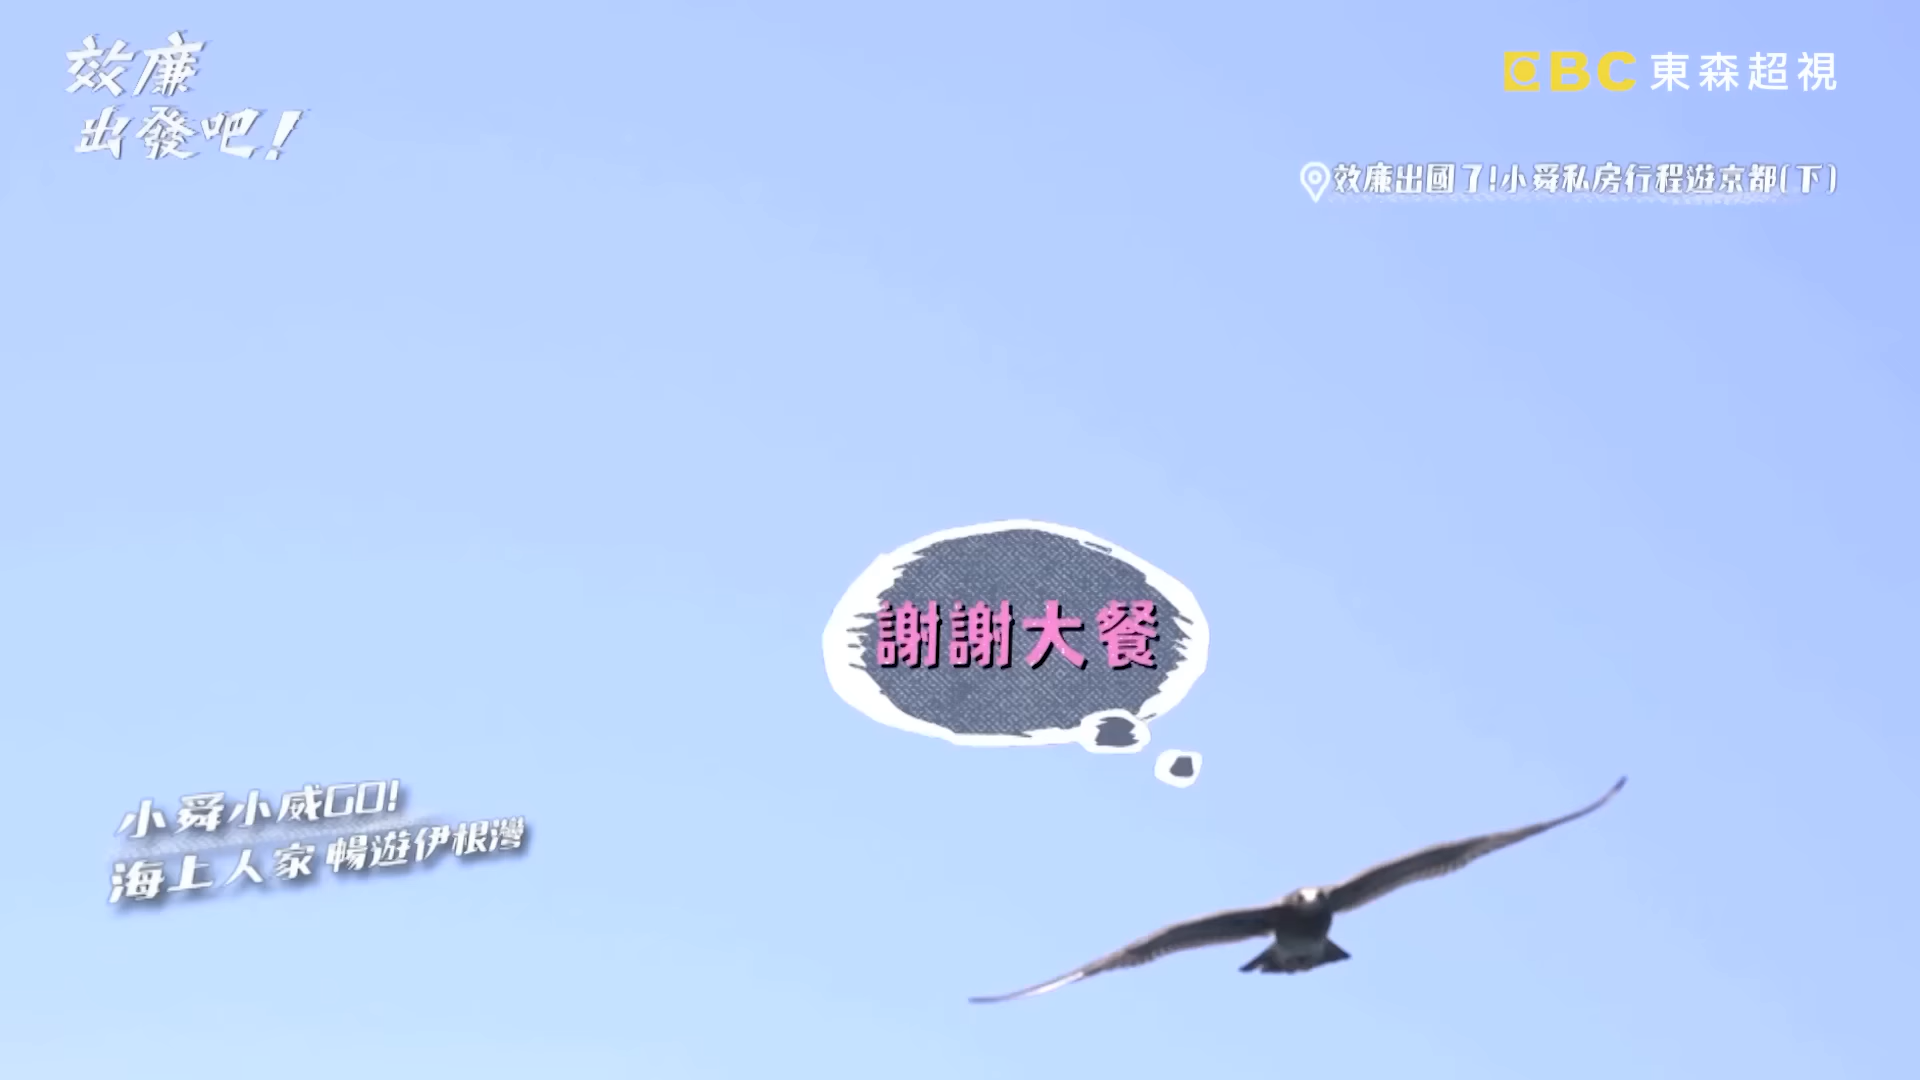 效廉
出發吧!
EBC 東森超視
效廉出國了!小舜私房行程遊京都(下)
謝謝大餐
小舜小威GO!
海上人家 暢遊伊根灣